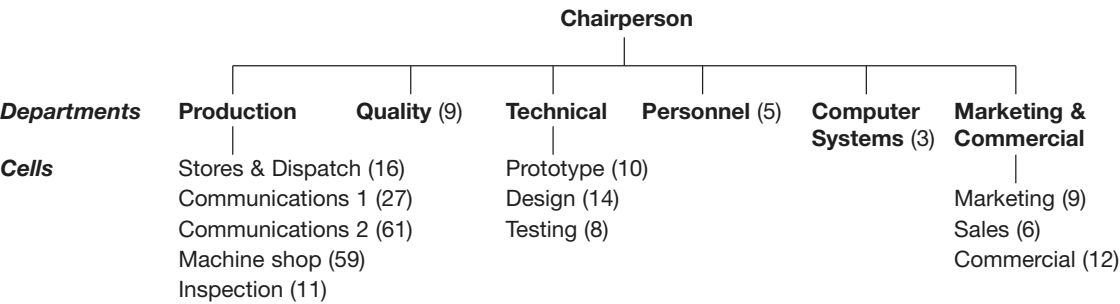 Chairperson
Departments Production Quality (9) Technical Personnel (5) Computer Marketing &
Systems (3) Commercial
Cells Stores & Dispatch (16) Prototype (10)
Communications 1 (27) Design (14) Marketing (9)
Communications 2 (61) Testing (8) Sales (6)
Machine shop (59) Commercial (12)
Inspection (11)